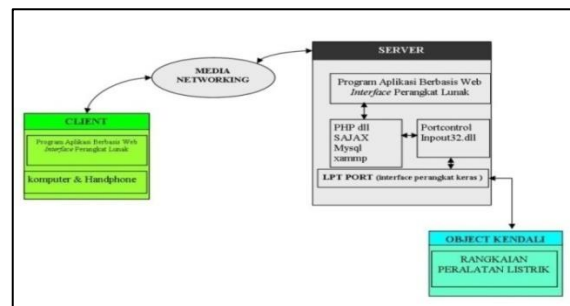 SERVER
MEDIA
NETWORKING
Program Aplikasi Berbasis Web
Interface Perangkat Lunak
CLIENT
Program Aplikasi Berbasis Web
Interface Perangkat Lunak
komputer & Handphone
PHP dll
SAJAX
Mysql
xammp
Portcontrol
Inpout32.dll
LPT PORT (interface perangkat keras )
OBJECT KENDALI
RANGKAIAN
PERALATAN LISTRIK